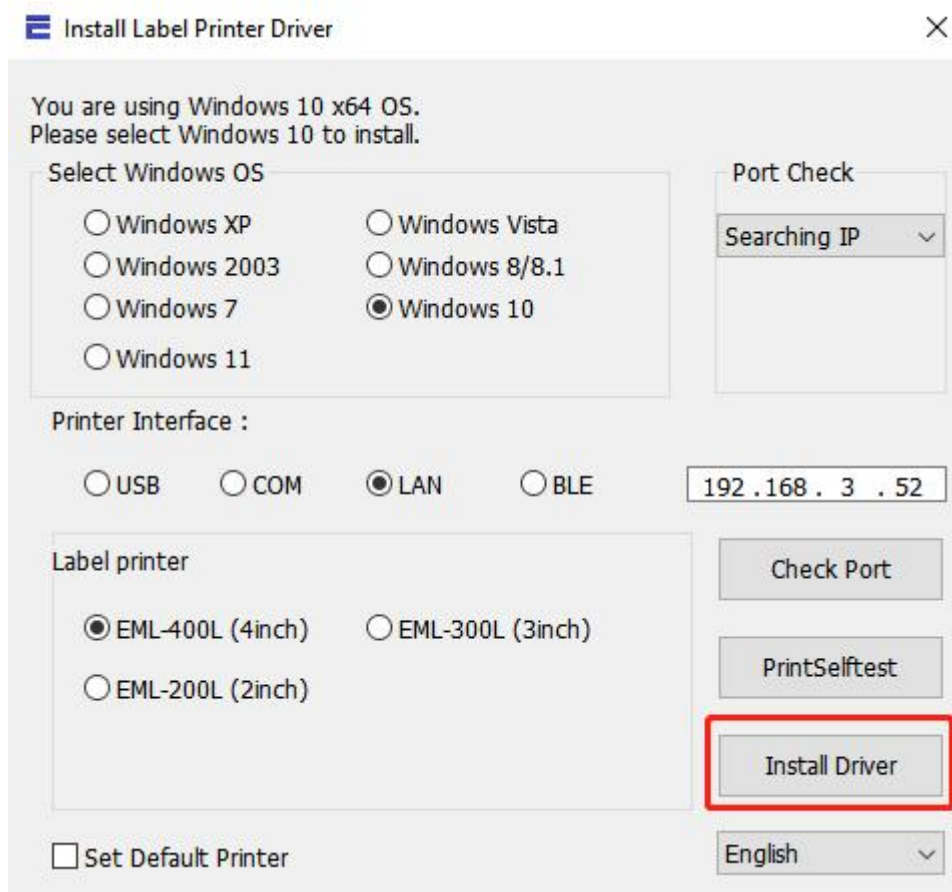 Install Label Printer Driver
You are using Windows 10 x64 OS.
Please select Windows 10 to install.
Select Windows OS
Port Check
Windows XP
Windows Vista
Searching IP
Windows 2003
Windows 8/8.1
Windows 7
Windows 10
Windows 11
Printer Interface :
USB
COM
LAN
BLE
192 .168 . 3 . 52
Label printer
Check Port
EML-400L (4inch)
EML-300L (3inch)
PrintSelftest
EML-200L (2inch)
Install Driver
Set Default Printer
English